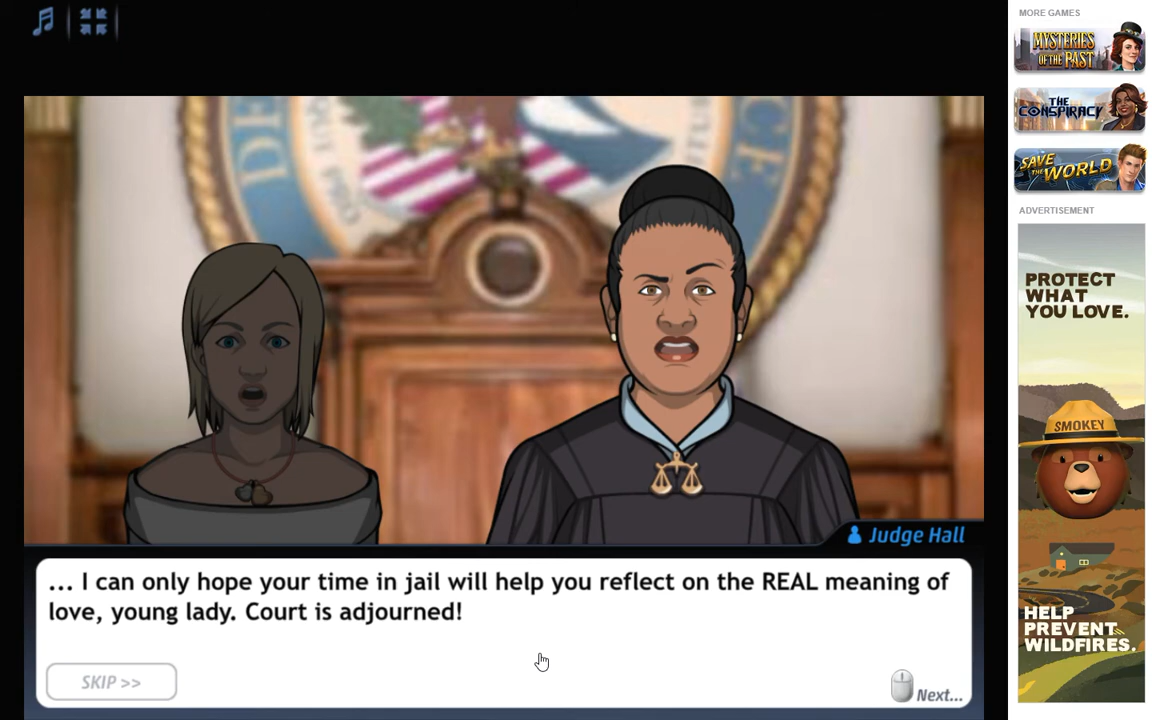 MORE GAMES
MYSTERIES
OF THE PAST
THE
CONSPIRACY
SAVE
THE WORLD
ADVERTISEMENT
PROTECT
WHAT
YOU LOVE.
SMOKEY
HELP
PREVENT
WILDFIRES.
Judge Hall
... I can only hope your time in jail will help you reflect on the REAL meaning of
love, young lady. Court is adjourned!
SKIP >>
Next...